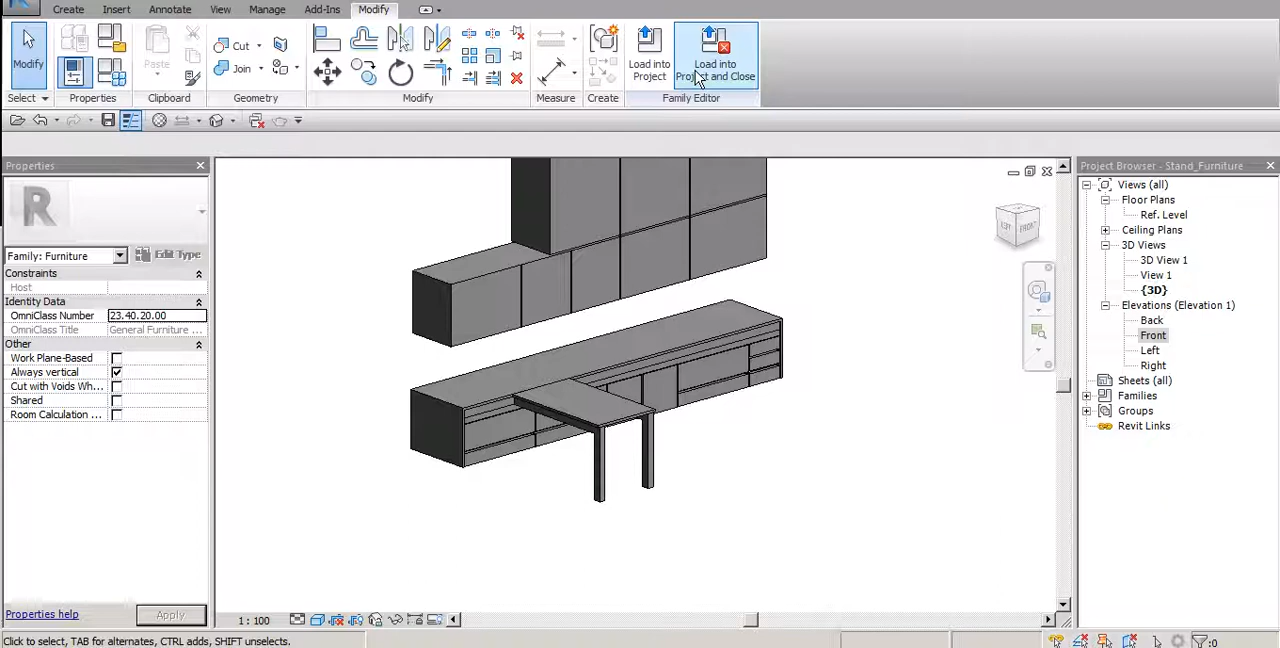 Create Insert Annotate View Manage Add-Ins Modify
Modify
Select
Properties
Paste
Clipboard
Cut
Join
Geometry
Modify
Measure
Create
Load into
Project
Load into
Project and Close
Family Editor
Properties
R
Family: Furniture
Edit Type
Constraints
Host
Identity Data
OmniClass Number 23.40.20.00
OmniClass Title General Furniture ...
Other
Work Plane-Based
Always vertical
Cut with Voids Wh...
Shared
Room Calculation ...
Properties help
Apply
LEFT FRONT
1 : 100
Project Browser - Stand_Furniture
Views (all)
Floor Plans
Ref. Level
Ceiling Plans
3D Views
3D View 1
View 1
{3D}
Elevations (Elevation 1)
Back
Front
Left
Right
Sheets (all)
Families
Groups
Revit Links
Click to select, TAB for alternates, CTRL adds, SHIFT unselects.
:0